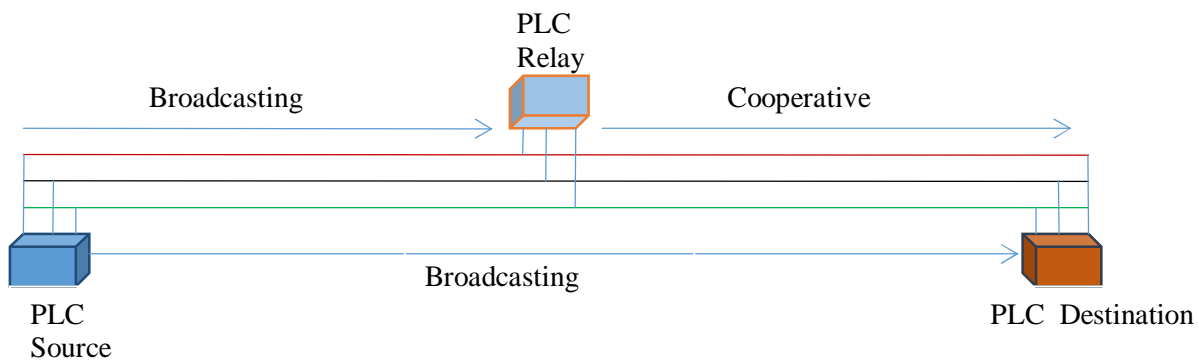 PLC
Relay
Broadcasting
Cooperative
Broadcasting
PLC
Source
PLC Destination